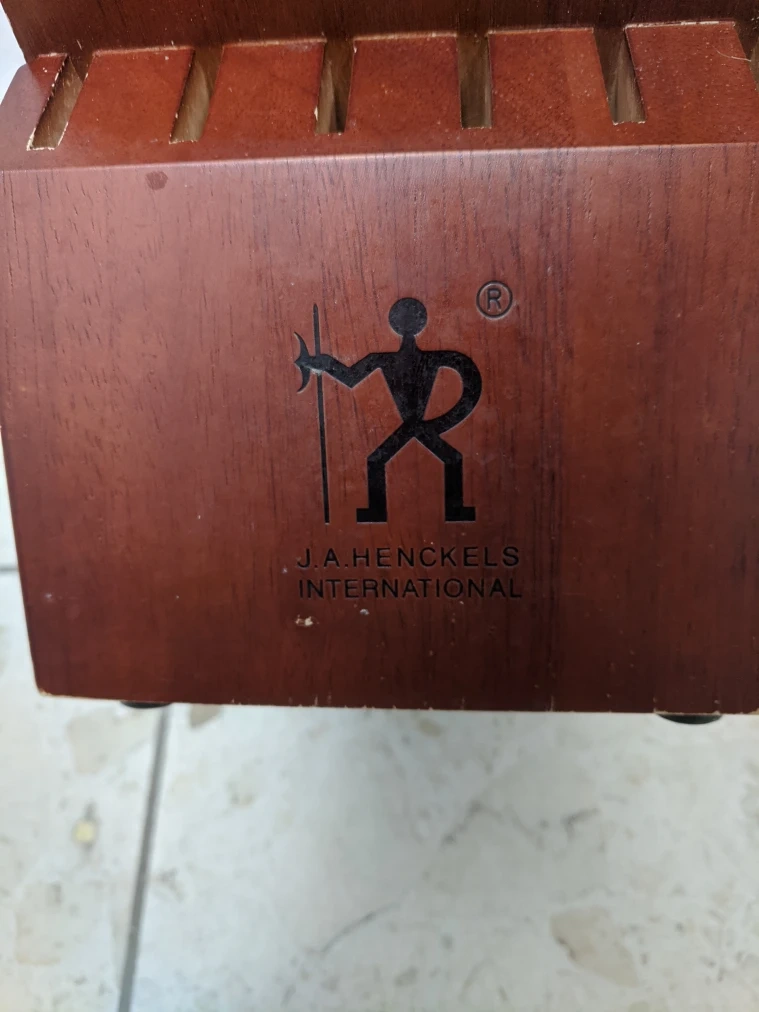 ®
J.A.HENCKELS
INTERNATIONAL